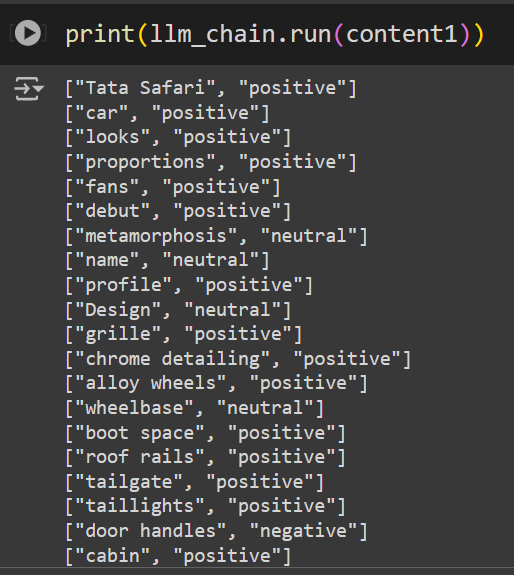 print(llm_chain.run(content1))
["Tata Safari", "positive"]
["car", "positive"]
["looks", "positive"]
["proportions", "positive"]
["fans", "positive"]
["debut", "positive"]
["metamorphosis", "neutral"]
["name", "neutral"]
["profile", "positive"]
["Design", "neutral"]
["grille", "positive"]
["chrome detailing", "positive"]
["alloy wheels", "positive"]
["wheelbase", "neutral"]
["boot space", "positive"]
["roof rails", "positive"]
["tailgate", "positive"]
["taillights", "positive"]
["door handles", "negative"]
["cabin", "positive"]